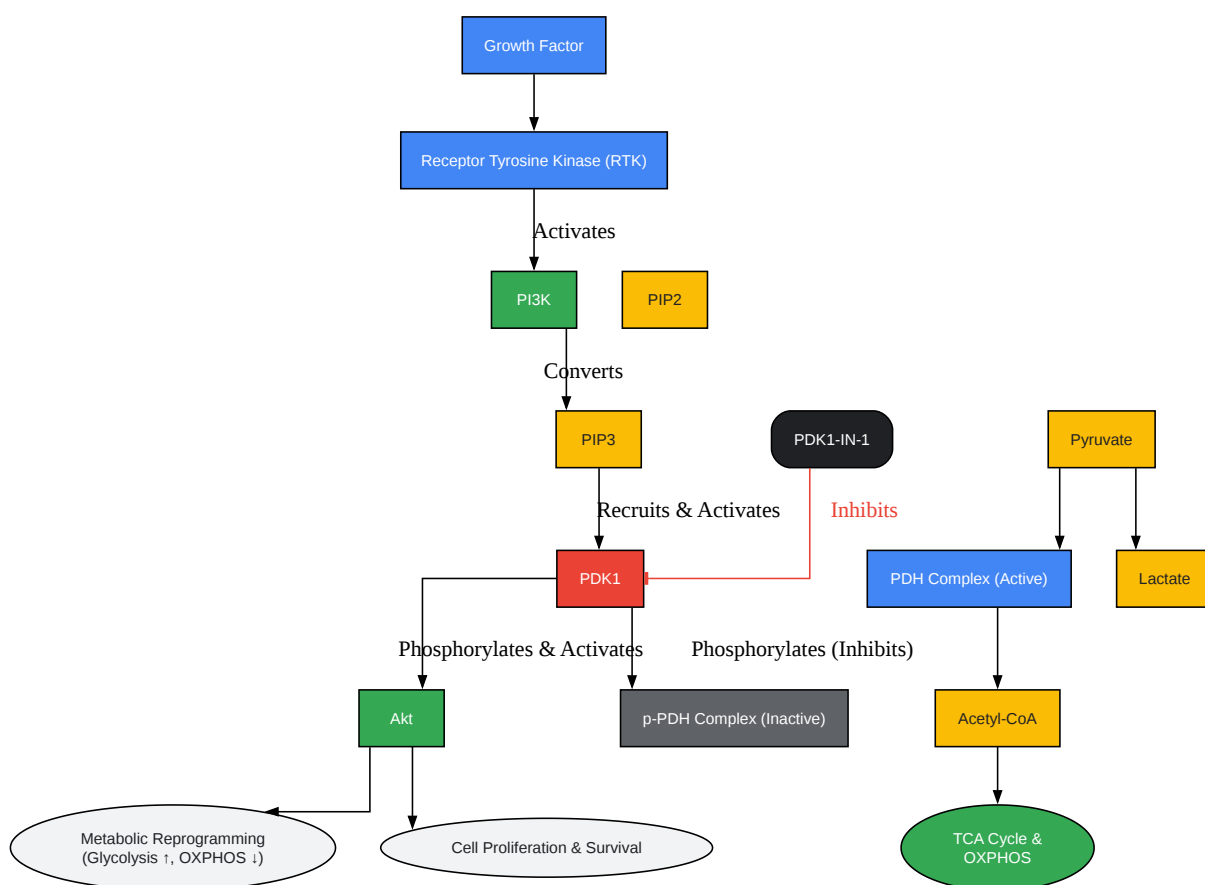 Growth Factor
Receptor Tyrosine Kinase (RTK)
Activates
PI3K
PIP2
Converts
PIP3
PDK1-IN-1
Pyruvate
Recruits & Activates
Inhibits
PDK1
PDH Complex (Active)
Lactate
Phosphorylates & Activates
Phosphorylates (Inhibits)
Akt
p-PDH Complex (Inactive)
Acetyl-CoA
Metabolic Reprogramming
(Glycolysis ↑, OXPHOS ↓)
Cell Proliferation & Survival
TCA Cycle &
OXPHOS